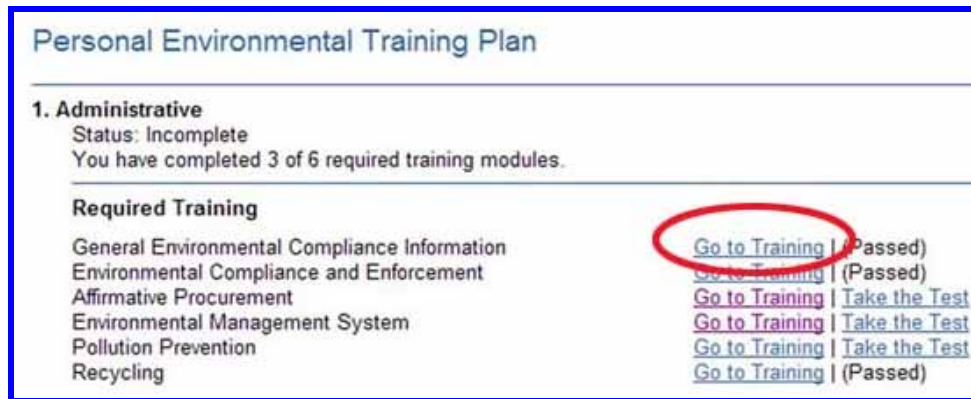 Personal Environmental Training Plan
1. Administrative
Status: Incomplete
You have completed 3 of 6 required training modules.
Required Training
General Environmental Compliance Information Go to Training | (Passed)
Environmental Compliance and Enforcement Go to Training | (Passed)
Affirmative Procurement Go to Training | Take the Test
Environmental Management System Go to Training | Take the Test
Pollution Prevention Go to Training | Take the Test
Recycling Go to Training | (Passed)